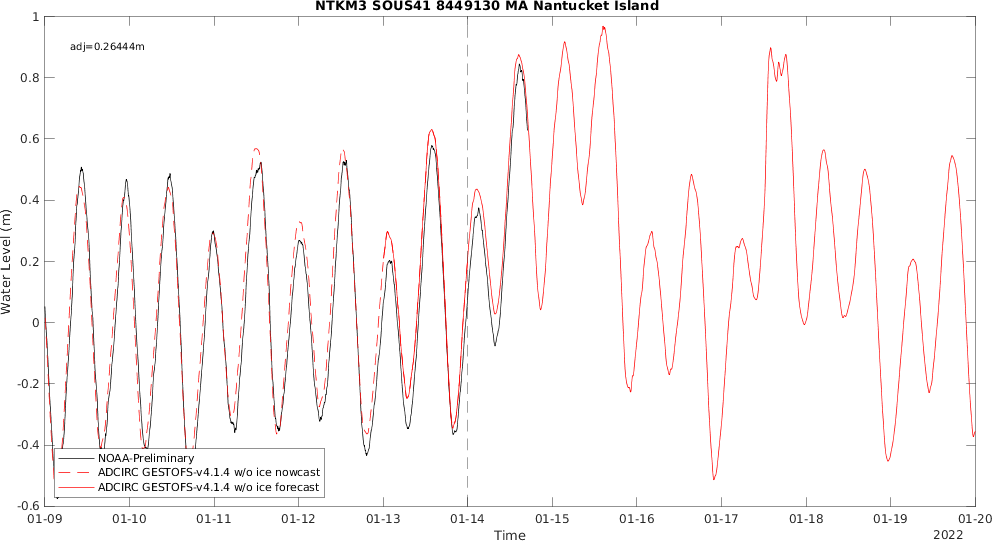 NTKM3 SOUS41 8449130 MA Nantucket Island
adj=0.26444m
1
0.8
0.6
0.4
0.2
0
-0.2
-0.4
-0.6
Water Level (m)
NOAA-Preliminary
ADCIRC GESTOFS-v4.1.4 w/o ice nowcast
ADCIRC GESTOFS-v4.1.4 w/o ice forecast
01-09 01-10 01-11 01-12 01-13 01-14 01-15 01-16 01-17 01-18 01-19 01-20
Time
2022